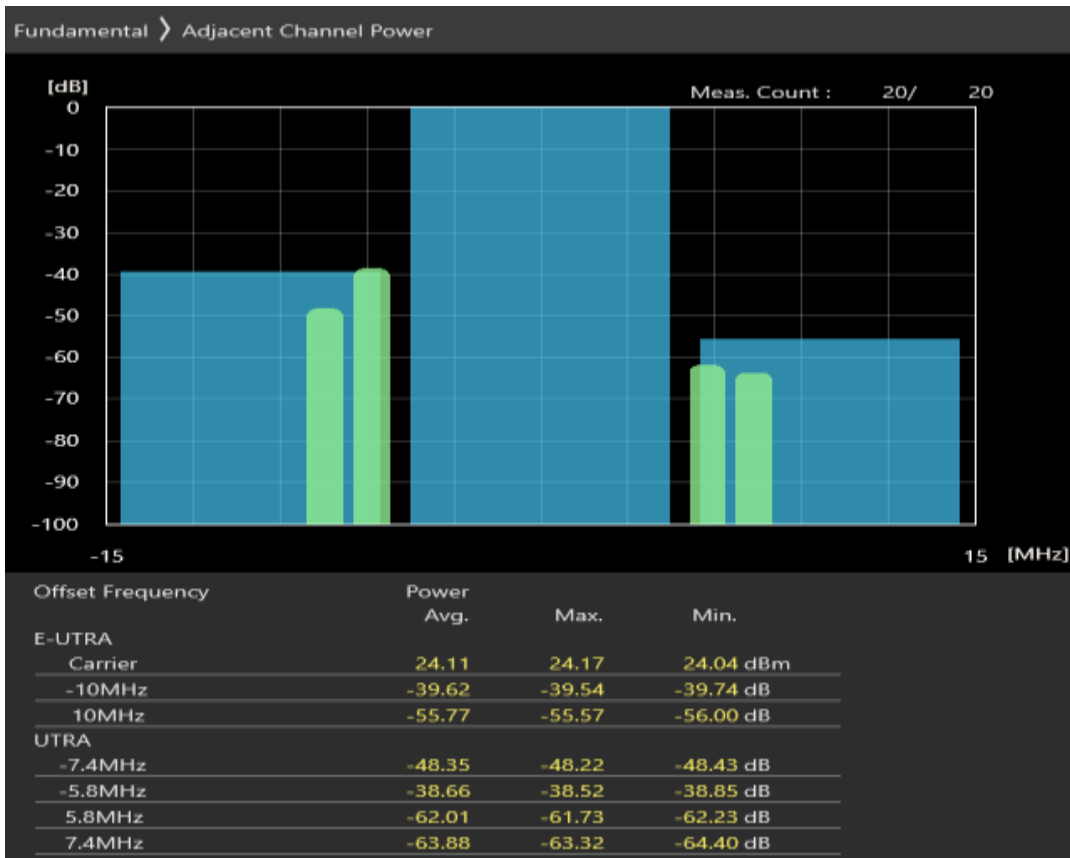 Fundamental 〉 Adjacent Channel Power
[dB]
Meas. Count : 20/ 20
0
-10
-20
-30
-40
-50
-60
-70
-80
-90
-100
-15 15 [MHz]
Offset Frequency Power
Avg. Max. Min.
E-UTRA
Carrier 24.11 24.17 24.04 dBm
-10MHz -39.62 -39.54 -39.74 dB
10MHz -55.77 -55.57 -56.00 dB
UTRA
-7.4MHz -48.35 -48.22 -48.43 dB
-5.8MHz -38.66 -38.52 -38.85 dB
5.8MHz -62.01 -61.73 -62.23 dB
7.4MHz -63.88 -63.32 -64.40 dB